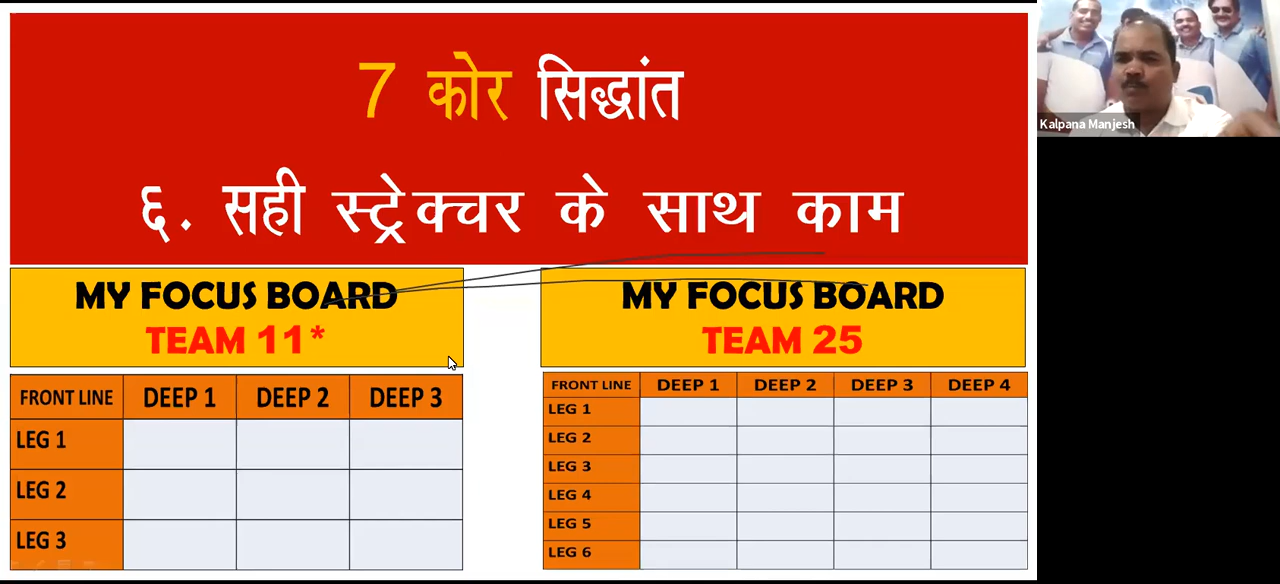 7 कोर सिद्धांत
६. सही स्ट्रेक्चर के साथ काम
MY FOCUS BOARD
TEAM 11*
FRONT LINE DEEP 1 DEEP 2 DEEP 3
LEG 1
LEG 2
LEG 3
MY FOCUS BOARD
TEAM 25
FRONT LINE DEEP 1 DEEP 2 DEEP 3 DEEP 4
LEG 1
LEG 2
LEG 3
LEG 4
LEG 5
LEG 6
Kalpana Manjesh